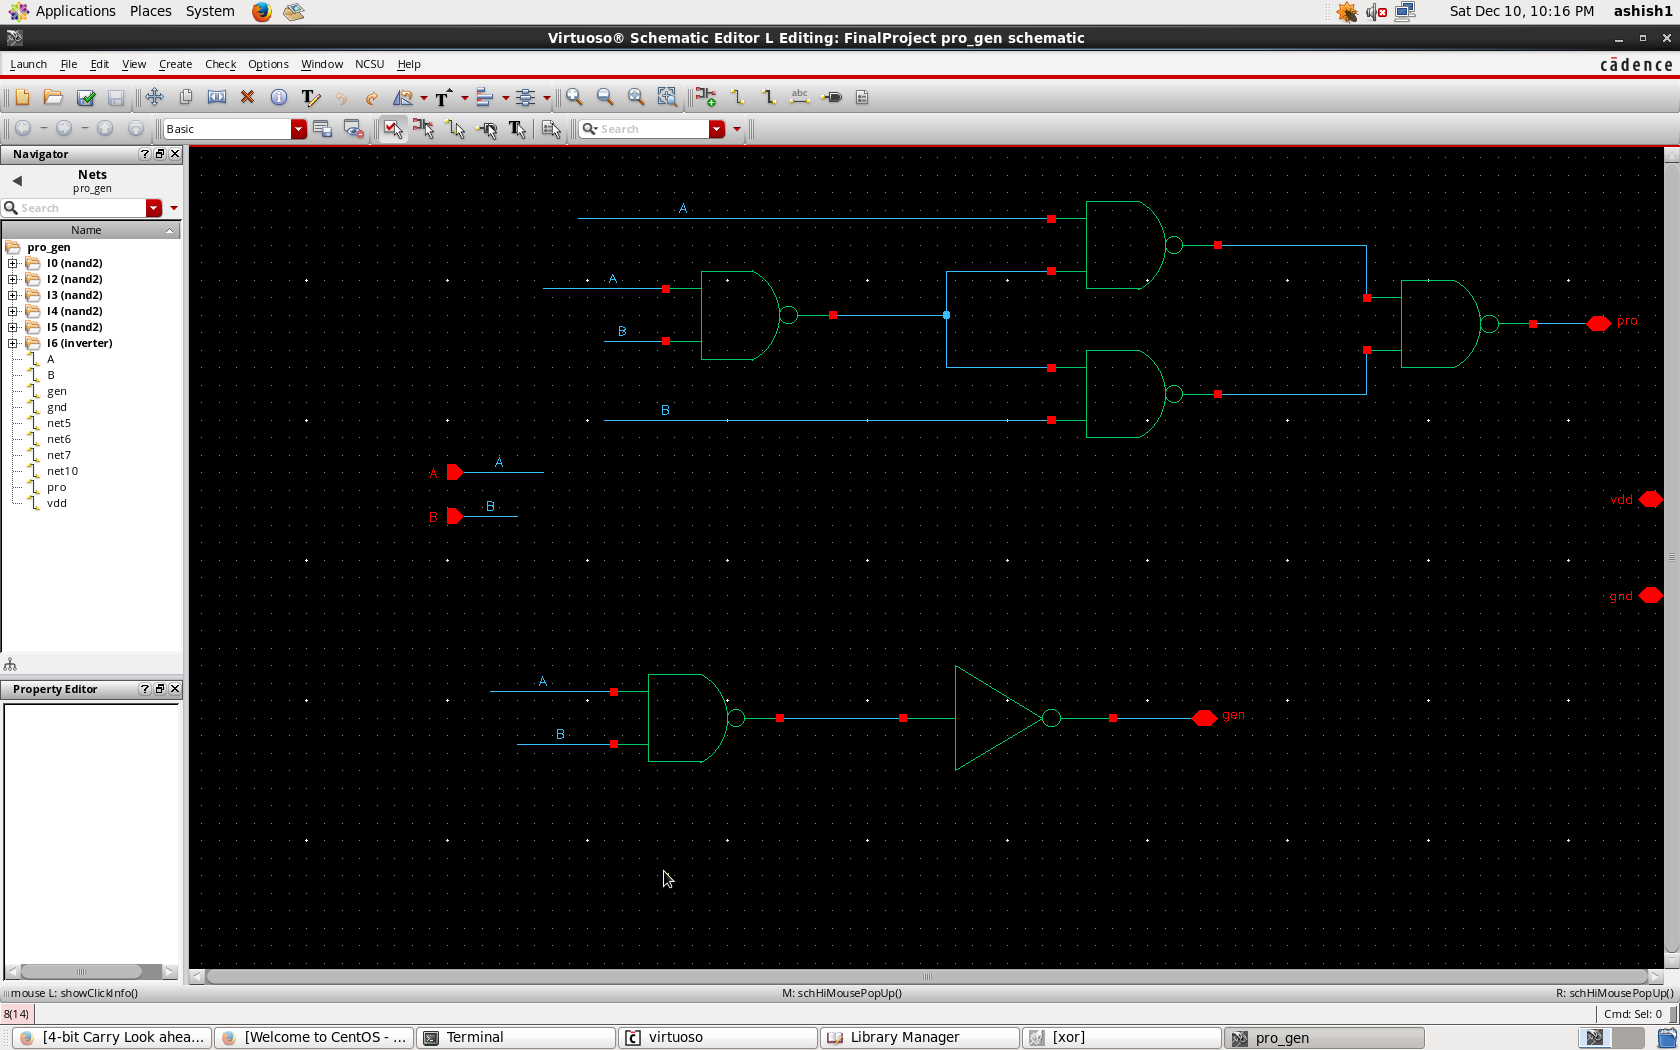 Applications Places System Sat Dec 10, 10:16 PM ashish1
Virtuoso® Schematic Editor L Editing: FinalProject pro_gen schematic
Launch File Edit View Create Check Options Window NCSU Help cādence
abc
Basic Search
Navigator
Nets
pro_gen
Search
Name
pro_gen
I0 (nand2)
I2 (nand2)
I3 (nand2)
I4 (nand2)
I5 (nand2)
I6 (inverter)
A
B
gen
gnd
net5
net6
net7
net10
pro
vdd
Property Editor
A
A
B
B
pro
A A
B B
vdd
gnd
A
B
gen
mouse L: showClickInfo() M: schHiMousePopUp() R: schHiMousePopUp()
8(14) Cmd: Sel: 0
[4-bit Carry Look ahea... [Welcome to CentOS - ... Terminal virtuoso Library Manager [xor] pro_gen